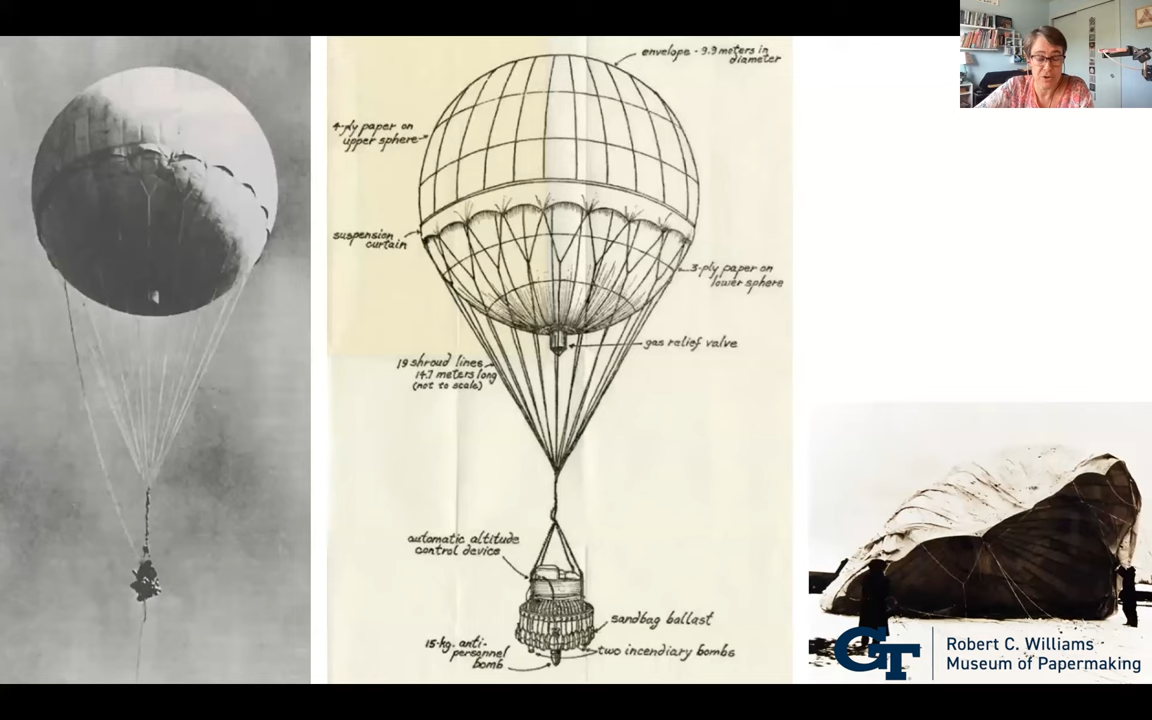 envelope - 9.9 meters in
diameter
4-ply paper on
upper sphere
suspension
curtain
3-ply paper on
lower sphere
gas relief valve
19 shroud lines
14.7 meters long
(not to scale)
automatic altitude
control device
sandbag ballast
15-kg. anti-
personnel
bomb
two incendiary bombs
GT
Robert C. Williams
Museum of Papermaking